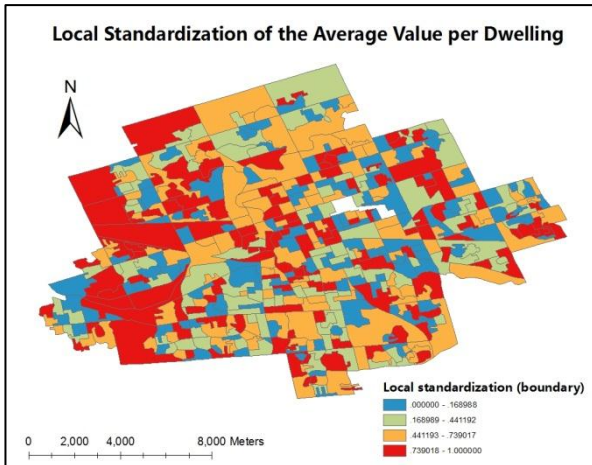 Local Standardization of the Average Value per Dwelling
N
Local standardization (boundary)
.000000 - .168988
.168989 - .441192
.441193 - .739017
.739018 - 1.000000
0 2,000 4,000 8,000 Meters